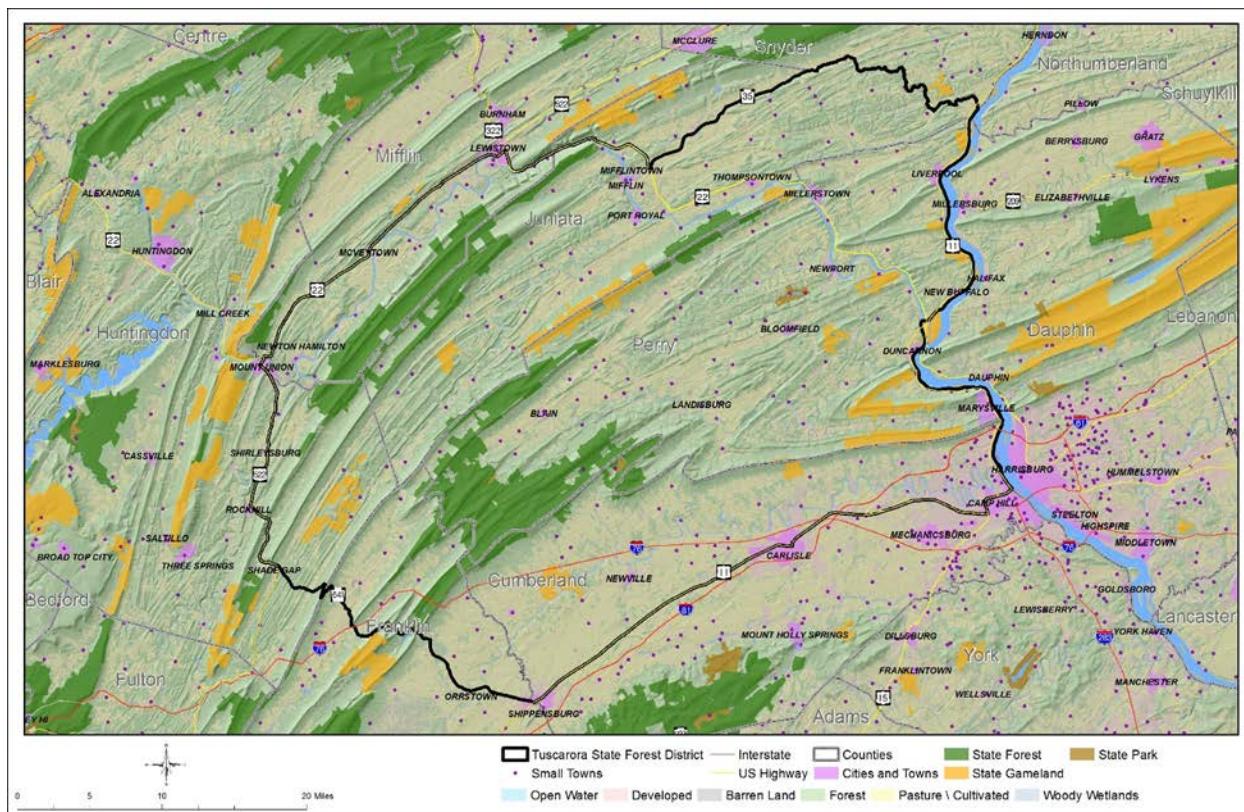 Centre
MCCLURE
Snyder
HERNDON
Northumberland
Schuylkill
35
PILLOW
522
BURNHAM
322
LEWISTOWN
BERRYSBURG
GRATZ
Mifflin
MIFFLINTOWN
MIFFLIN
THOMPSONTOWN
LIVERPOOL
LYKENS
ALEXANDRIA
22
MILLERSTOWN
MILLERSBURG
209
ELIZABETHVILLE
Juniata
PORT ROYAL
22
HUNTINGDON
MCVEYTOWN
11
NEWPORT
HALIFAX
Blair
22
NEW BUFFALO
MILL CREEK
BLOOMFIELD
Dauphin
Lebanon
Huntingdon
NEWTON HAMILTON
Perry
DUNCANNON
MARKLESBURG
MOUNT UNION
DAUPHIN
BLAIN
LANDISBURG
MARYSVILLE
81
CASSVILLE
SHIRLEYSBURG
PA
522
HARRISBURG
HUMMELSTOWN
ROCKHILL
CAMP HILL
STEELTON
SALTILLO
MECHANICSBURG
HIGHSPIRE
BROAD TOP CITY
THREE SPRINGS
SHADE GAP
76
CARLISLE
76
MIDDLETOWN
Bedford
Cumberland
NEWVILLE
11
641
GOLDSBORO
81
LEWISBERRY
Lancaster
Franklin
MOUNT HOLLY SPRINGS
DILLSBURG
YORK HAVEN
76
York
Fulton
FRANKLINTOWN
ORRSTOWN
WELLSVILLE
MANCHESTER
SHIPPENSBURG
15
Adams
EY HI
Tuscarora State Forest District
Interstate
Counties
State Forest
State Park
Small Towns
US Highway
Cities and Towns
State Gameland
Open Water
Developed
Barren Land
Forest
Pasture \ Cultivated
Woody Wetlands
0 5 10 20 Miles